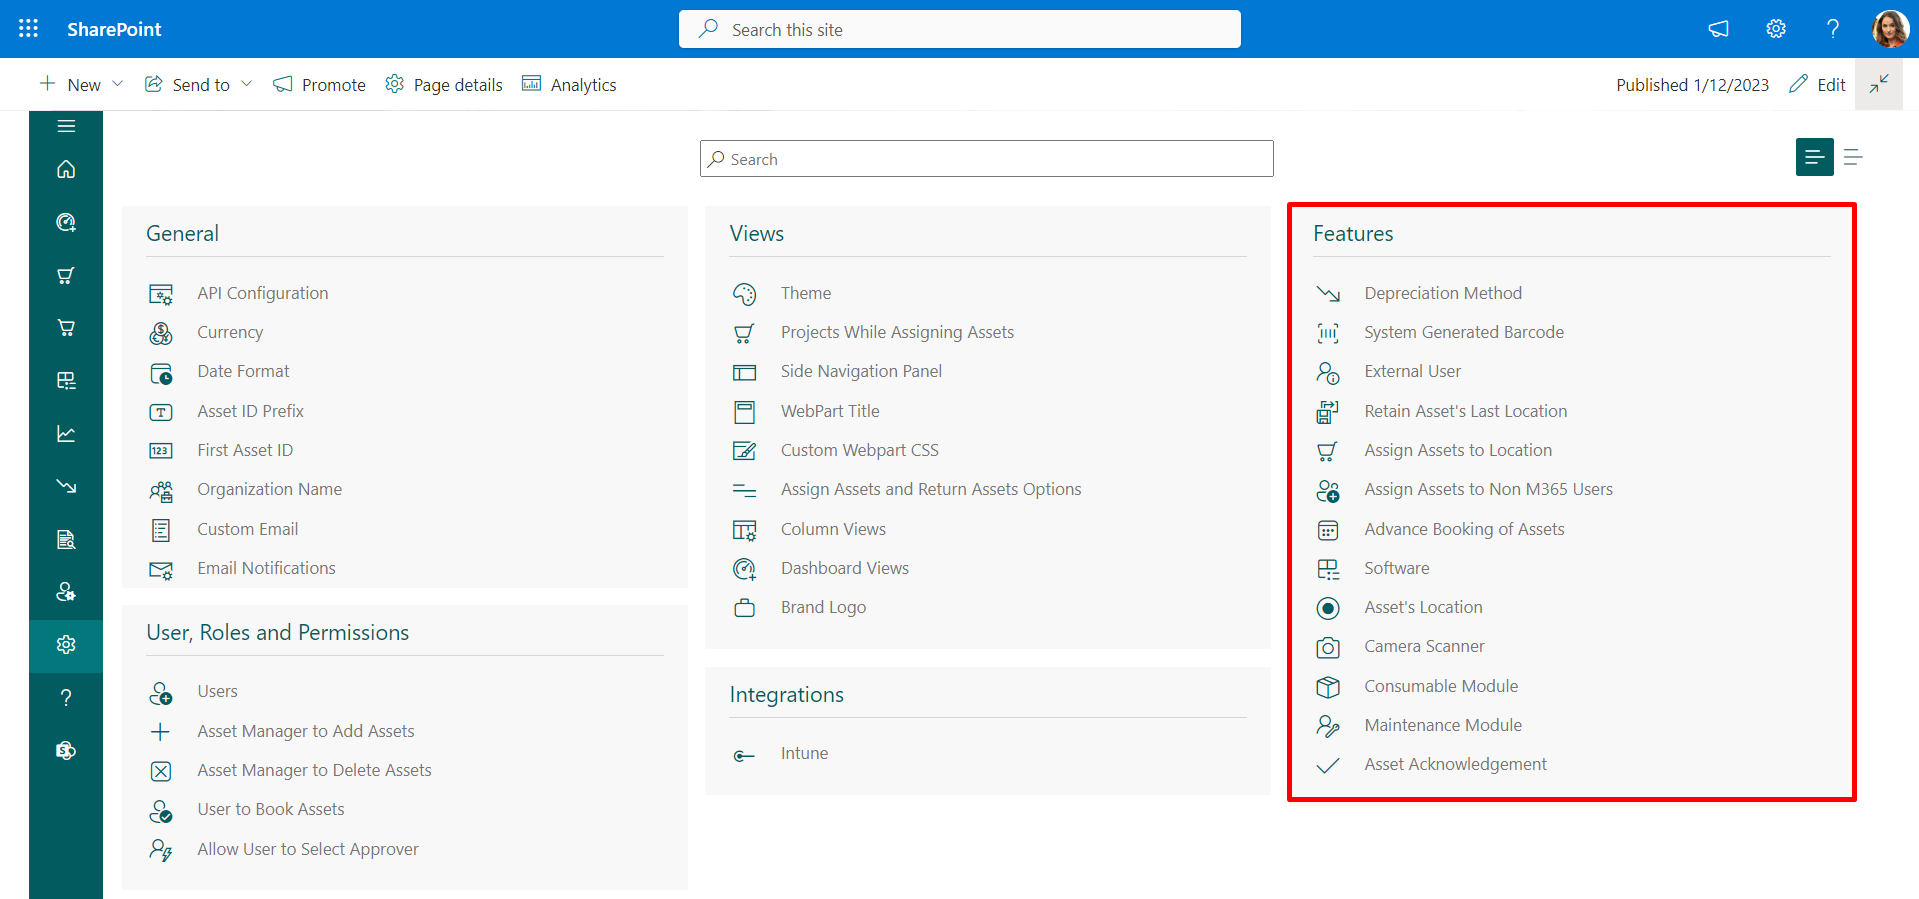 SharePoint
Search this site
?
New
Send to
Promote
Page details
Analytics
Published 1/12/2023
Edit
Search
General
API Configuration
Currency
Date Format
T Asset ID Prefix
123 First Asset ID
Organization Name
Custom Email
Email Notifications
User, Roles and Permissions
Users
Asset Manager to Add Assets
Asset Manager to Delete Assets
User to Book Assets
Allow User to Select Approver
Views
Theme
Projects While Assigning Assets
Side Navigation Panel
WebPart Title
Custom Webpart CSS
Assign Assets and Return Assets Options
Column Views
Dashboard Views
Brand Logo
Integrations
Intune
Features
Depreciation Method
System Generated Barcode
External User
Retain Asset's Last Location
Assign Assets to Location
Assign Assets to Non M365 Users
Advance Booking of Assets
Software
Asset's Location
Camera Scanner
Consumable Module
Maintenance Module
Asset Acknowledgement
?
S